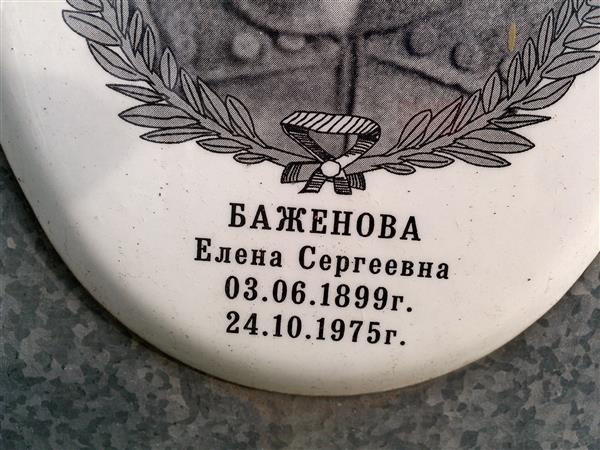 БАЖЕНОВА
Елена Сергеевна
03.06.1899г.
24.10.1975г.